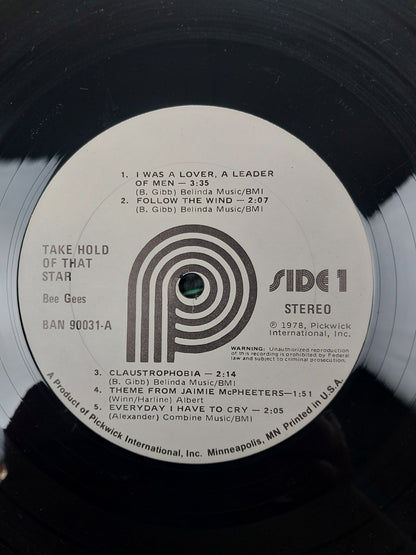 1. I WAS A LOVER, A LEADER
OF MEN — 3:35
(B. Gibb) Belinda Music/BMI
2. FOLLOW THE WIND — 2:07
(B. Gibb) Belinda Music/BMI
TAKE HOLD
OF THAT
STAR
Bee Gees
BAN 90031-A
SIDE 1
STEREO
℗ 1978, Pickwick
International, Inc.
WARNING: Unauthorized reproduction
of this recording is prohibited by Federal
law and subject to criminal prosecution.
3. CLAUSTROPHOBIA — 2:14
(B. Gibb) Belinda Music/BMI
4. THEME FROM JAIMIE McPHEETERS—1:51
(Winn/Harline) Albert
5. EVERYDAY I HAVE TO CRY — 2:05
(Alexander) Combine Music/BMI
A Product of Pickwick International, Inc. Minneapolis, MN Printed in U.S.A.